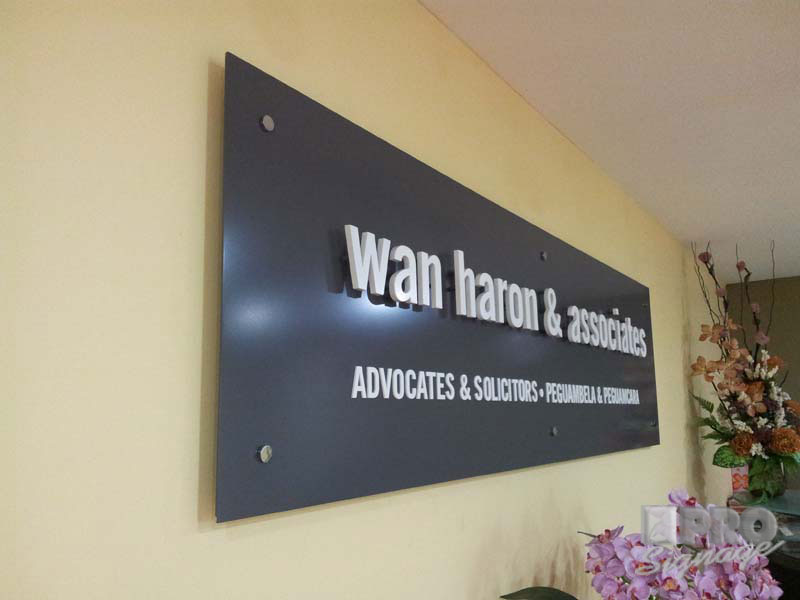 wan haron & associates
ADVOCATES & SOLICITORS • PEGUAMBELA & PEGUAMCARA
PRO
Signage